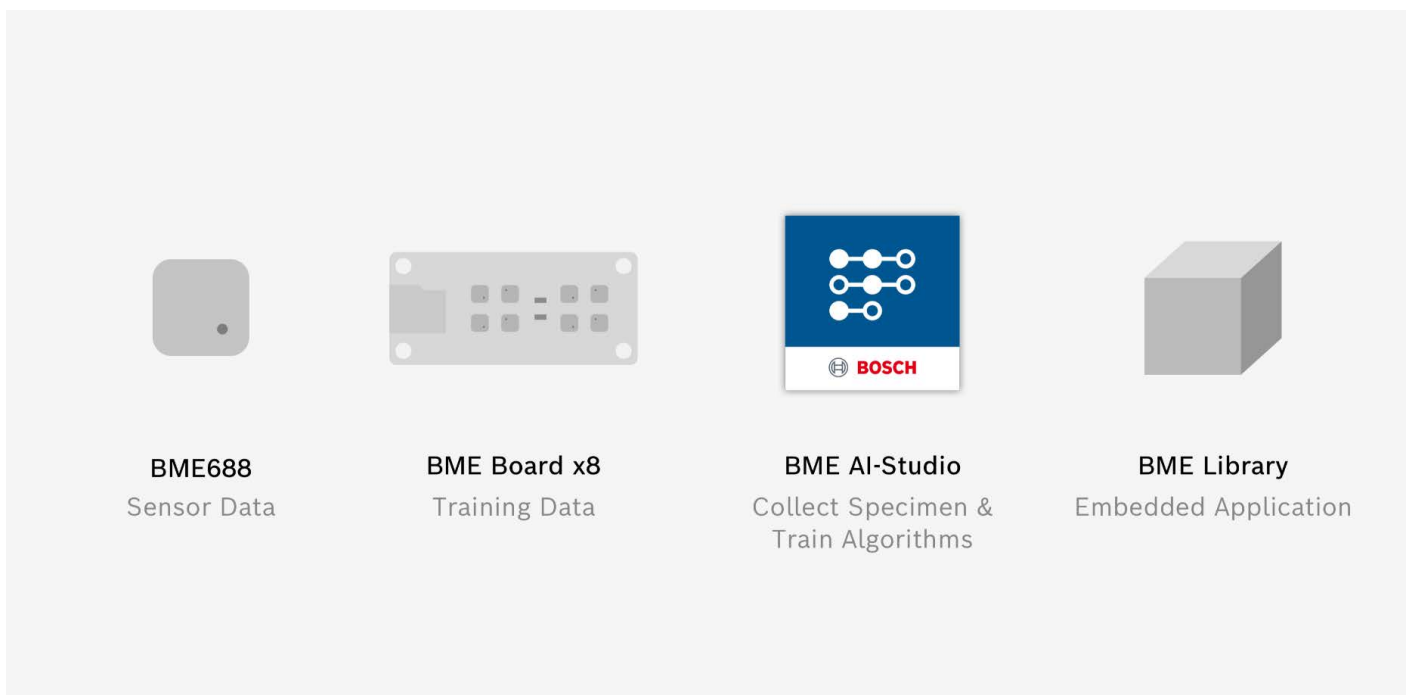 BOSCH
BME688
Sensor Data
BME Board x8
Training Data
BME AI-Studio
Collect Specimen &
Train Algorithms
BME Library
Embedded Application